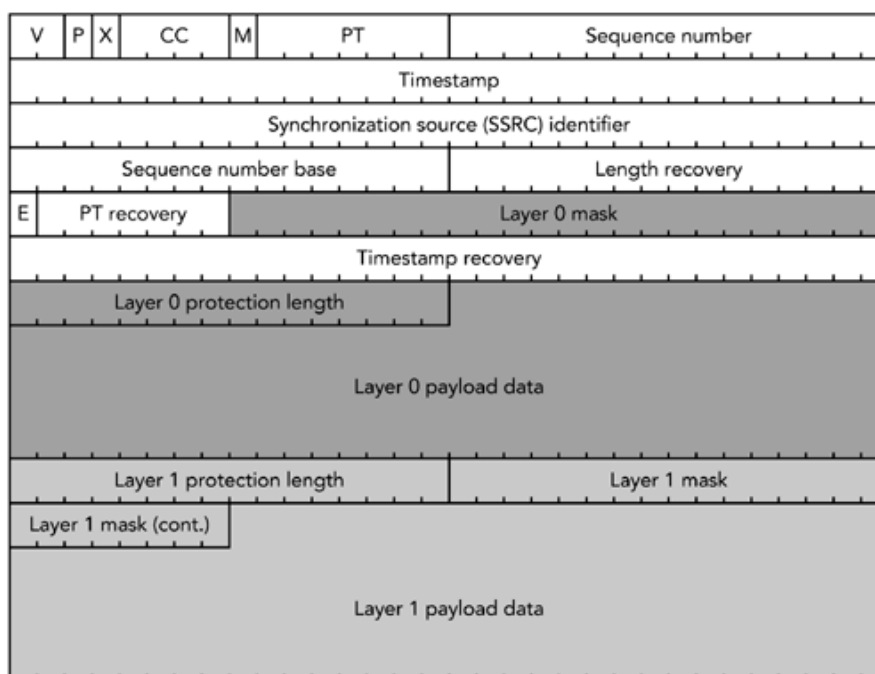 V P X CC M PT Sequence number
Timestamp
Synchronization source (SSRC) identifier
Sequence number base Length recovery
E PT recovery Layer 0 mask
Timestamp recovery
Layer 0 protection length
Layer 0 payload data
Layer 1 protection length Layer 1 mask
Layer 1 mask (cont.)
Layer 1 payload data